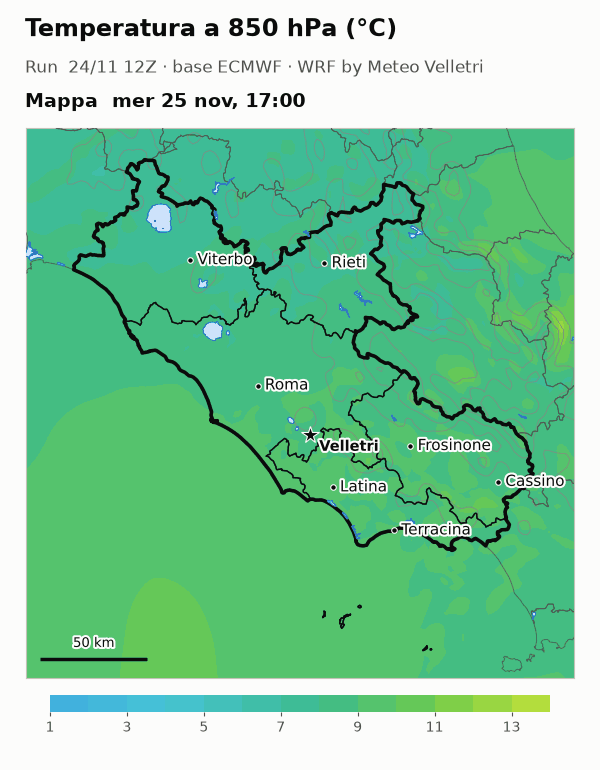 Temperatura a 850 hPa (°C)
Run  24/11 12Z · base ECMWF · WRF by Meteo Velletri
Mappa  mer 25 nov, 17:00
Viterbo
Rieti
Roma
Velletri
Frosinone
Cassino
Latina
Terracina
50 km
1 3 5 7 9 11 13